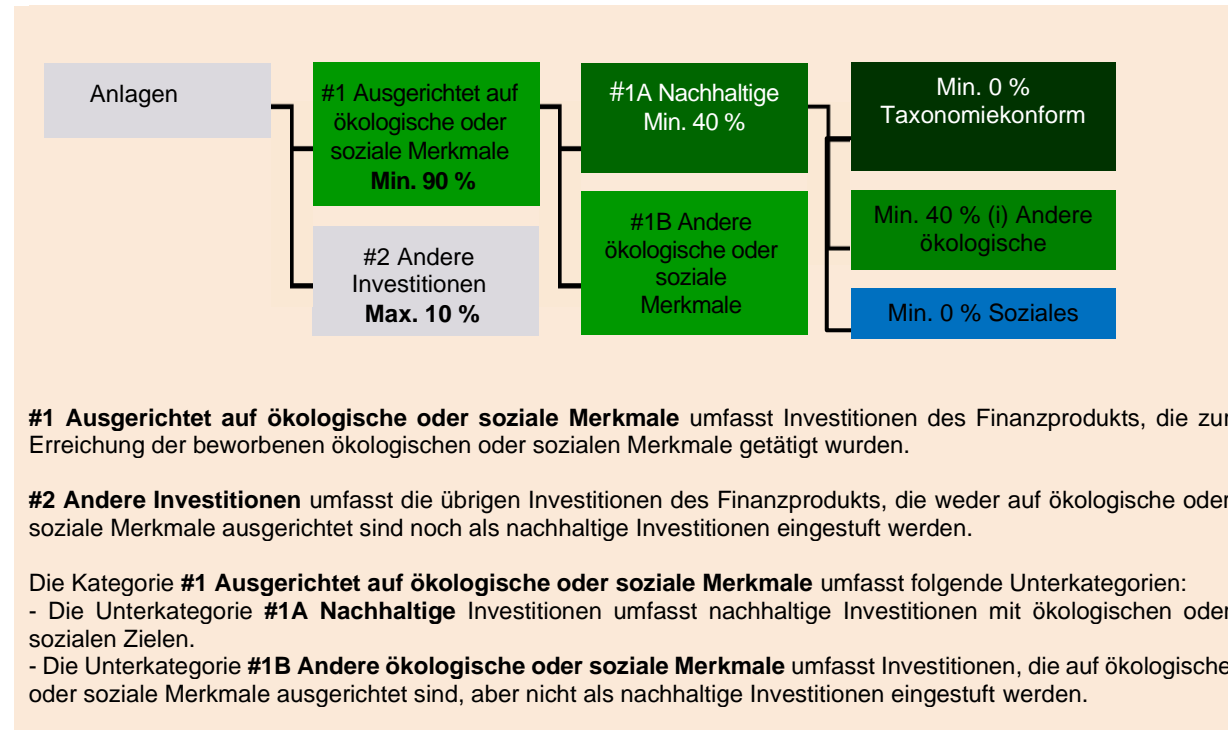 Anlagen
#1 Ausgerichtet auf
ökologische oder
soziale Merkmale
Min. 90 %
#2 Andere
Investitionen
Max. 10 %
#1A Nachhaltige
Min. 40 %
#1B Andere
ökologische oder
soziale
Merkmale
Min. 0 %
Taxonomiekonform
Min. 40 % (i) Andere
ökologische
Min. 0 % Soziales
#1 Ausgerichtet auf ökologische oder soziale Merkmale umfasst Investitionen des Finanzprodukts, die zur
Erreichung der beworbenen ökologischen oder sozialen Merkmale getätigt wurden.
#2 Andere Investitionen umfasst die übrigen Investitionen des Finanzprodukts, die weder auf ökologische oder
soziale Merkmale ausgerichtet sind noch als nachhaltige Investitionen eingestuft werden.
Die Kategorie #1 Ausgerichtet auf ökologische oder soziale Merkmale umfasst folgende Unterkategorien:
- Die Unterkategorie #1A Nachhaltige Investitionen umfasst nachhaltige Investitionen mit ökologischen oder
sozialen Zielen.
- Die Unterkategorie #1B Andere ökologische oder soziale Merkmale umfasst Investitionen, die auf ökologische
oder soziale Merkmale ausgerichtet sind, aber nicht als nachhaltige Investitionen eingestuft werden.